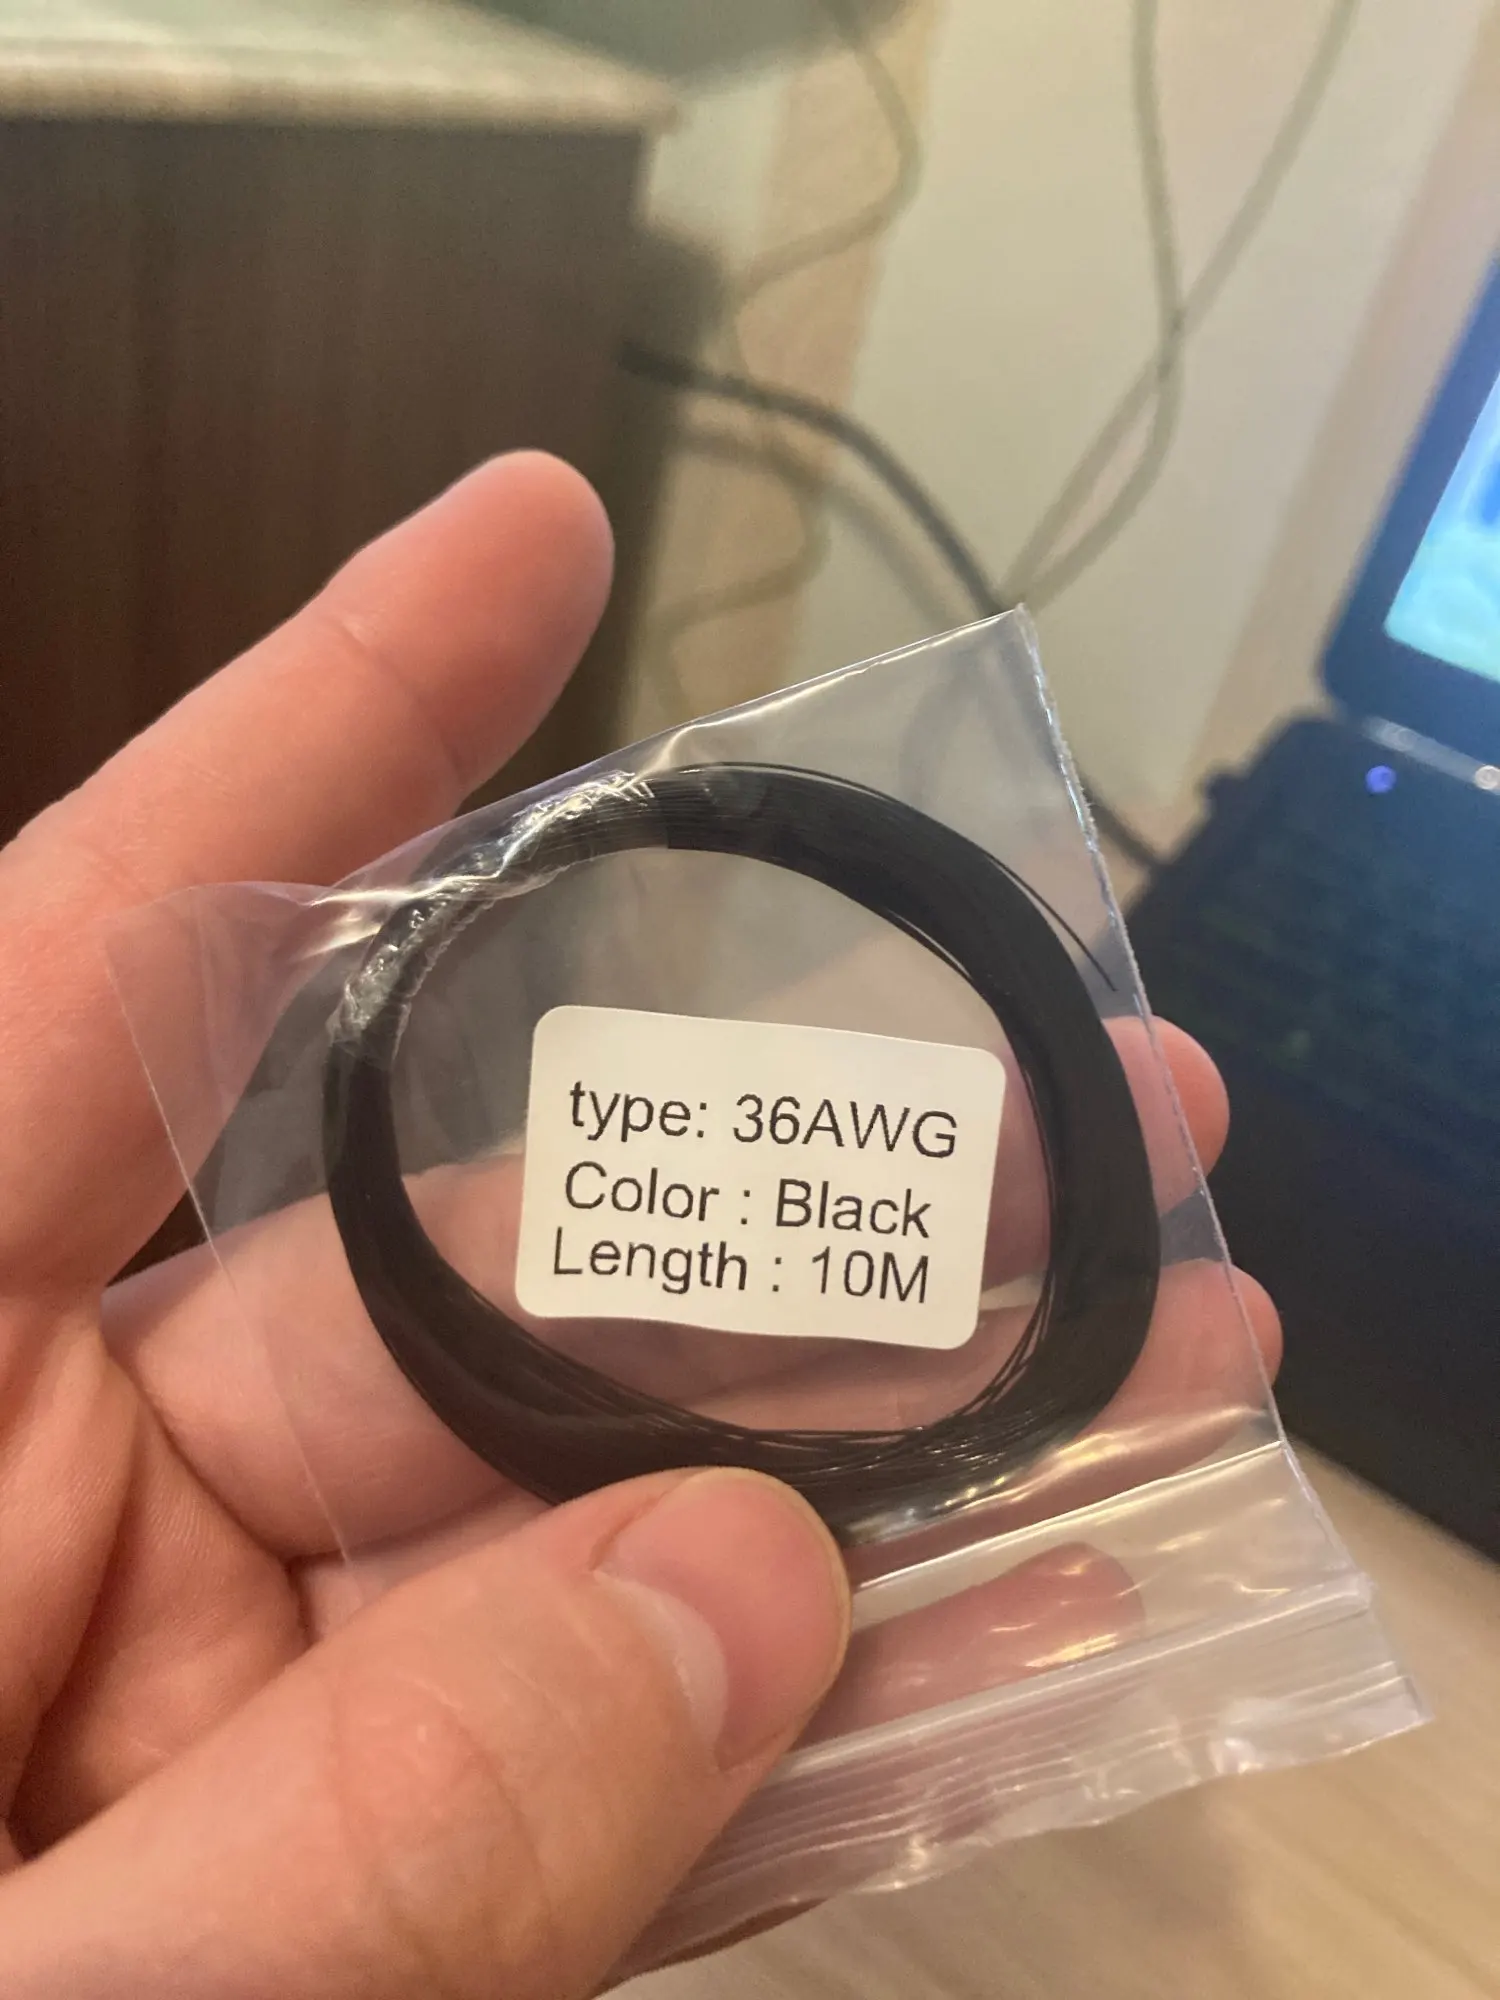 type: 36AWG
Color : Black
Length : 10M